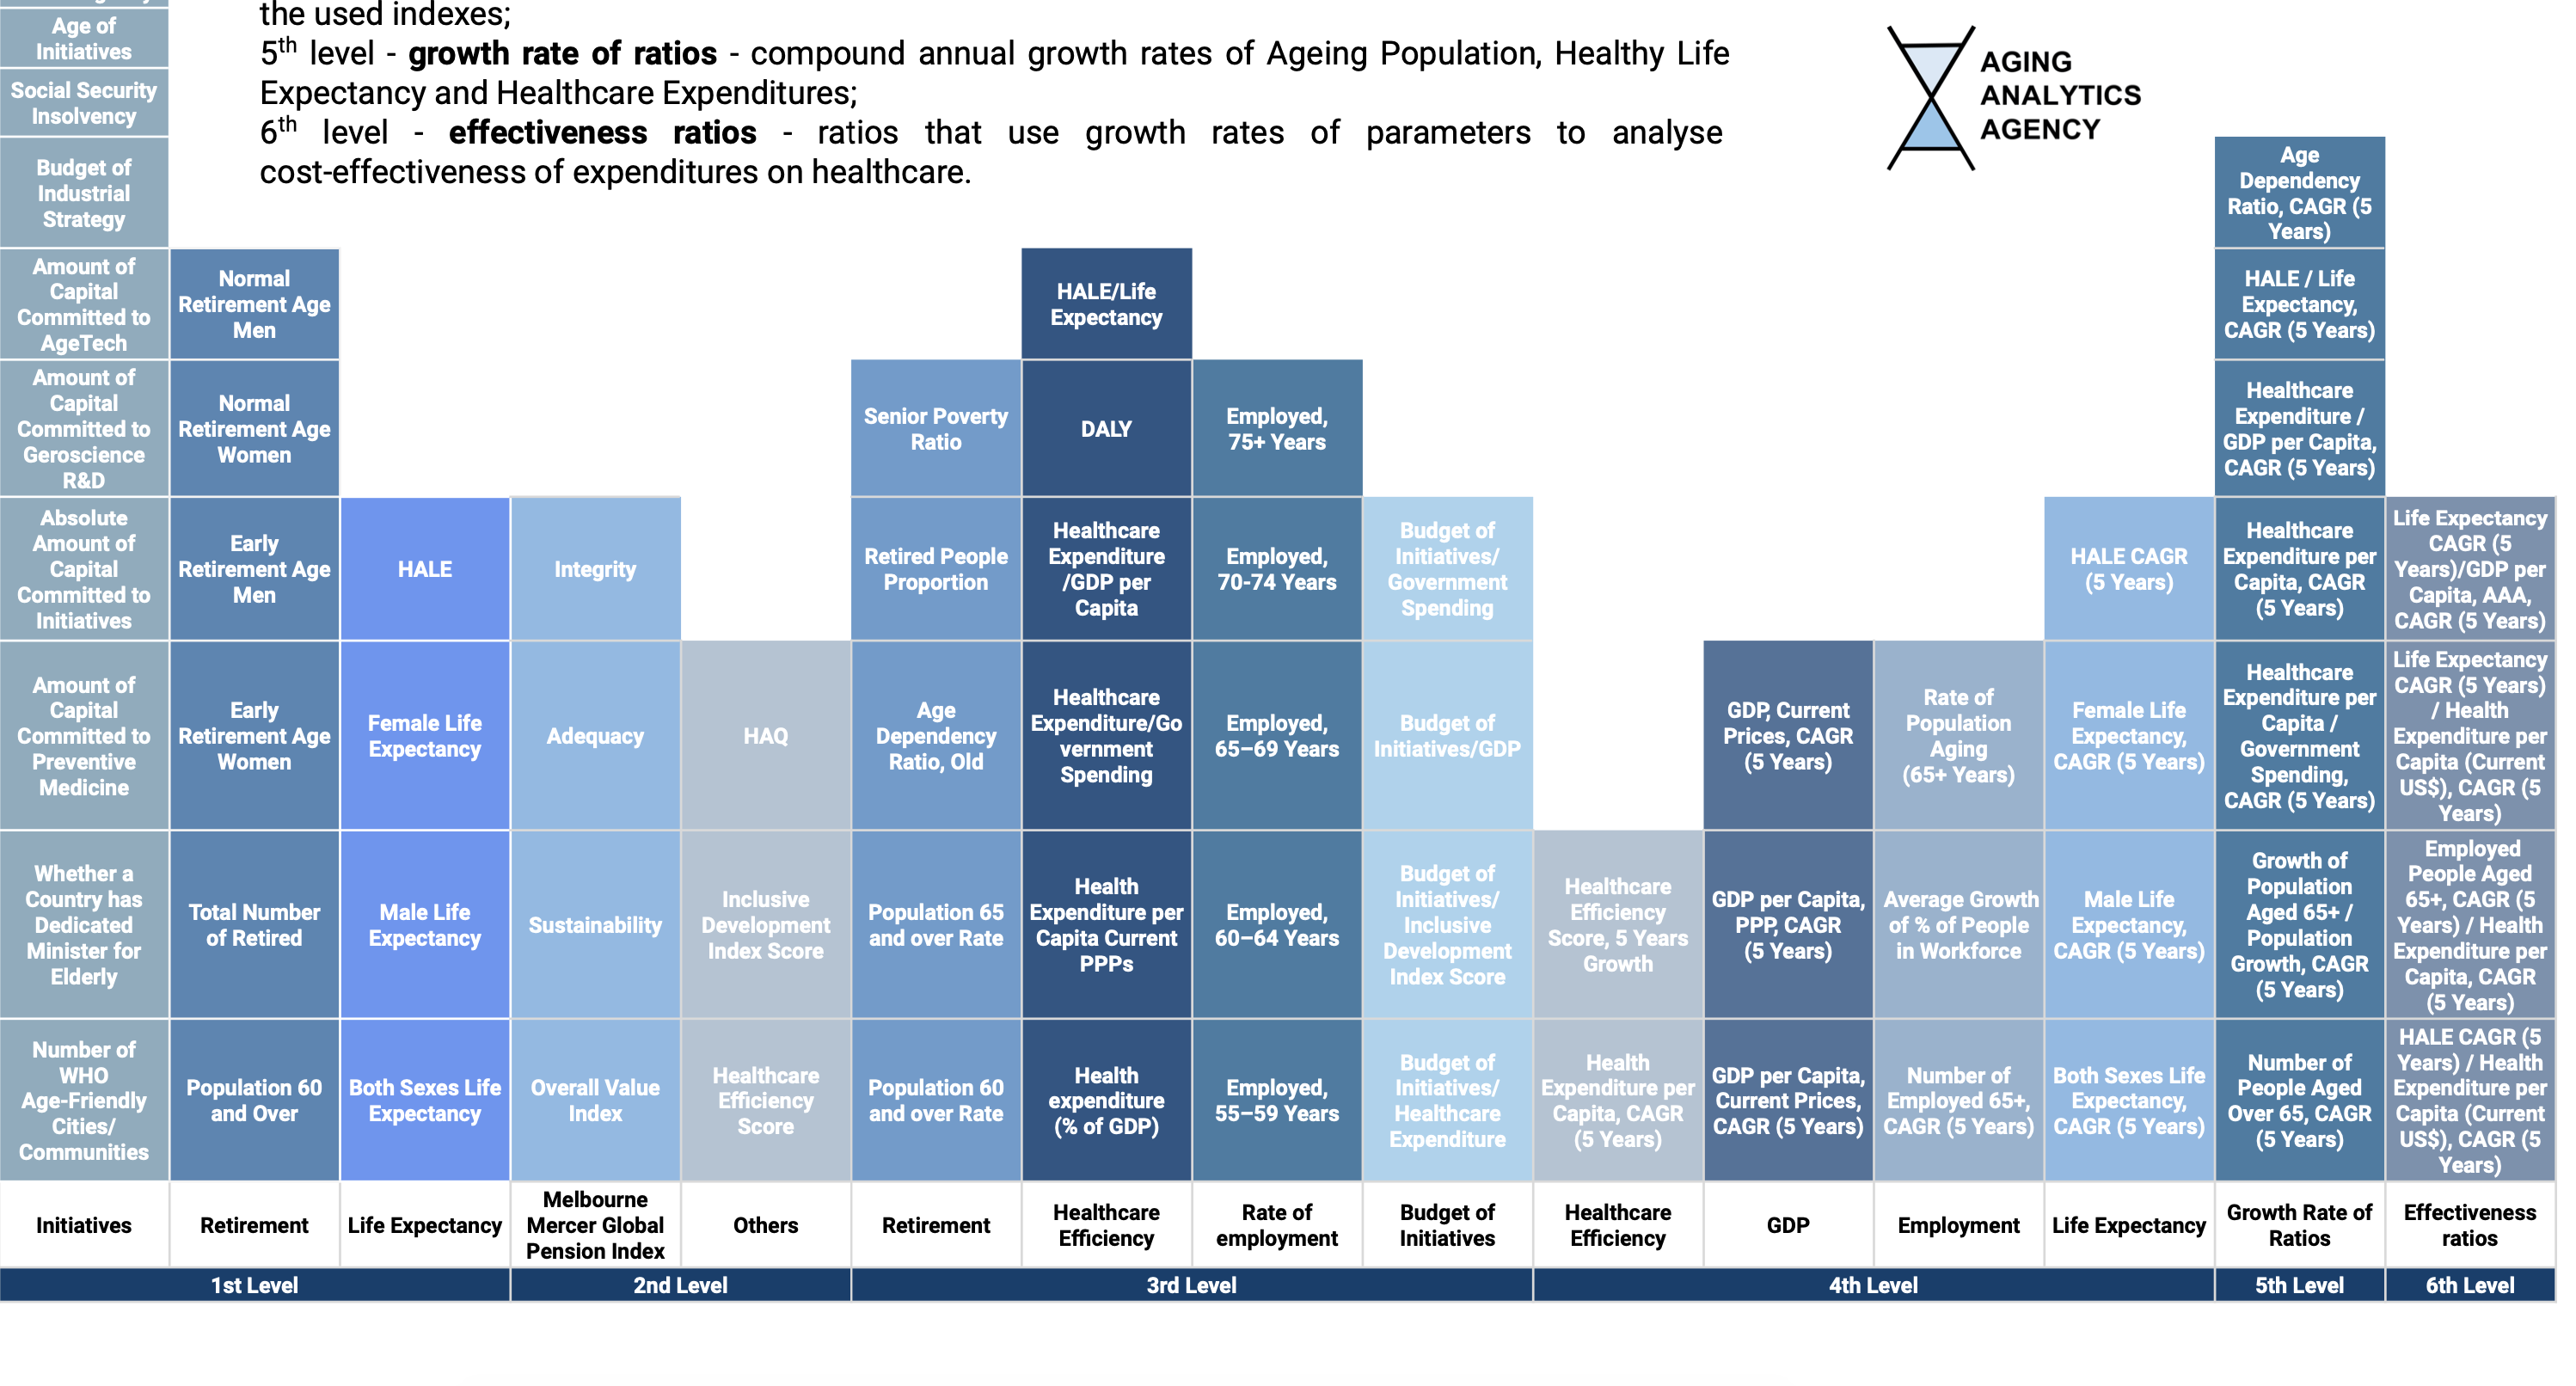 the used indexes;
5th level - growth rate of ratios - compound annual growth rates of Ageing Population, Healthy Life
Expectancy and Healthcare Expenditures;
6th level - effectiveness ratios - ratios that use growth rates of parameters to analyse
cost-effectiveness of expenditures on healthcare.
AGING
ANALYTICS
AGENCY
Age of
Initiatives
Social Security
Insolvency
Budget of
Industrial
Strategy
Age
Dependency
Ratio, CAGR (5
Years)
Amount of
Capital
Committed to
AgeTech
Normal
Retirement Age
Men
HALE/Life
Expectancy
HALE / Life
Expectancy,
CAGR (5 Years)
Amount of
Capital
Committed to
Geroscience
R&D
Normal
Retirement Age
Women
Senior Poverty
Ratio
DALY
Employed,
75+ Years
Healthcare
Expenditure /
GDP per Capita,
CAGR (5 Years)
Absolute
Amount of
Capital
Committed to
Initiatives
Early
Retirement Age
Men
HALE
Integrity
Retired People
Proportion
Healthcare
Expenditure
/GDP per
Capita
Employed,
70-74 Years
Budget of
Initiatives/
Government
Spending
HALE CAGR
(5 Years)
Healthcare
Expenditure per
Capita, CAGR
(5 Years)
Life Expectancy
CAGR (5
Years)/GDP per
Capita, AAA,
CAGR (5 Years)
Amount of
Capital
Committed to
Preventive
Medicine
Early
Retirement Age
Women
Female Life
Expectancy
Adequacy
HAQ
Age
Dependency
Ratio, Old
Healthcare
Expenditure/Go
vernment
Spending
Employed,
65–69 Years
Budget of
Initiatives/GDP
GDP, Current
Prices, CAGR
(5 Years)
Rate of
Population
Aging
(65+ Years)
Female Life
Expectancy,
CAGR (5 Years)
Healthcare
Expenditure per
Capita /
Government
Spending,
CAGR (5 Years)
Life Expectancy
CAGR (5 Years)
/ Health
Expenditure per
Capita (Current
US$), CAGR (5
Years)
Whether a
Country has
Dedicated
Minister for
Elderly
Total Number
of Retired
Male Life
Expectancy
Sustainability
Inclusive
Development
Index Score
Population 65
and over Rate
Health
Expenditure per
Capita Current
PPPs
Employed,
60–64 Years
Budget of
Initiatives/
Inclusive
Development
Index Score
Healthcare
Efficiency
Score, 5 Years
Growth
GDP per Capita,
PPP, CAGR
(5 Years)
Average Growth
of % of People
in Workforce
Male Life
Expectancy,
CAGR (5 Years)
Growth of
Population
Aged 65+ /
Population
Growth, CAGR
(5 Years)
Employed
People Aged
65+, CAGR (5
Years) / Health
Expenditure per
Capita, CAGR
(5 Years)
Number of
WHO
Age-Friendly
Cities/
Communities
Population 60
and Over
Both Sexes Life
Expectancy
Overall Value
Index
Healthcare
Efficiency
Score
Population 60
and over Rate
Health
expenditure
(% of GDP)
Employed,
55–59 Years
Budget of
Initiatives/
Healthcare
Expenditure
Health
Expenditure per
Capita, CAGR
(5 Years)
GDP per Capita,
Current Prices,
CAGR (5 Years)
Number of
Employed 65+,
CAGR (5 Years)
Both Sexes Life
Expectancy,
CAGR (5 Years)
Number of
People Aged
Over 65, CAGR
(5 Years)
HALE CAGR (5
Years) / Health
Expenditure per
Capita (Current
US$), CAGR (5
Years)
Initiatives
Retirement
Life Expectancy
Melbourne
Mercer Global
Pension Index
Others
Retirement
Healthcare
Efficiency
Rate of
employment
Budget of
Initiatives
Healthcare
Efficiency
GDP
Employment
Life Expectancy
Growth Rate of
Ratios
Effectiveness
ratios
1st Level
2nd Level
3rd Level
4th Level
5th Level
6th Level